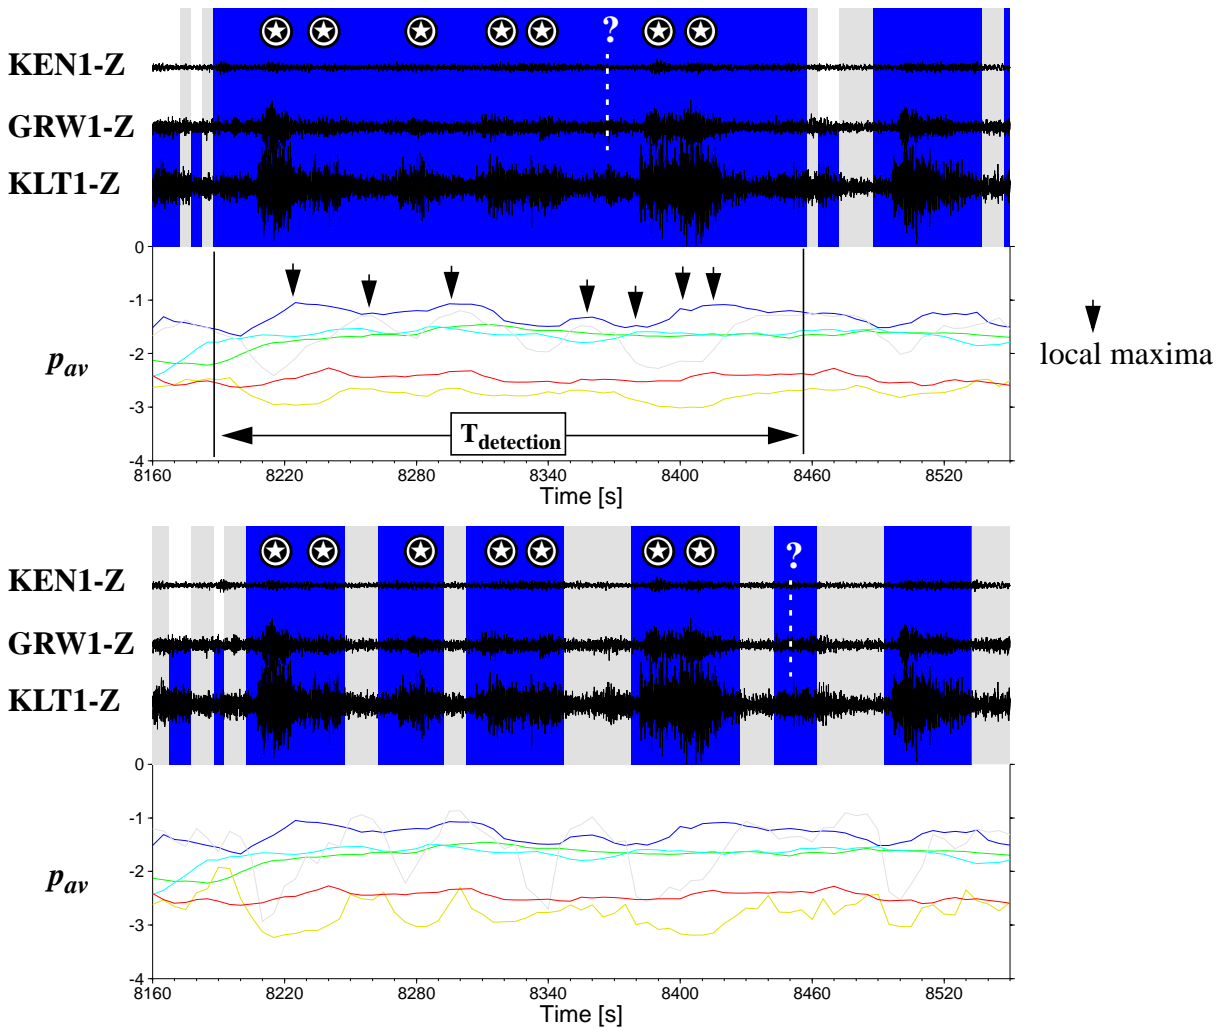 ?
KEN1-Z
GRW1-Z
KLT1-Z
0
-1
-2
-3
-4
p_av
local maxima
T_detection
8160 8220 8280 8340 8400 8460 8520
Time [s]
?
KEN1-Z
GRW1-Z
KLT1-Z
0
-1
-2
-3
-4
p_av
8160 8220 8280 8340 8400 8460 8520
Time [s]